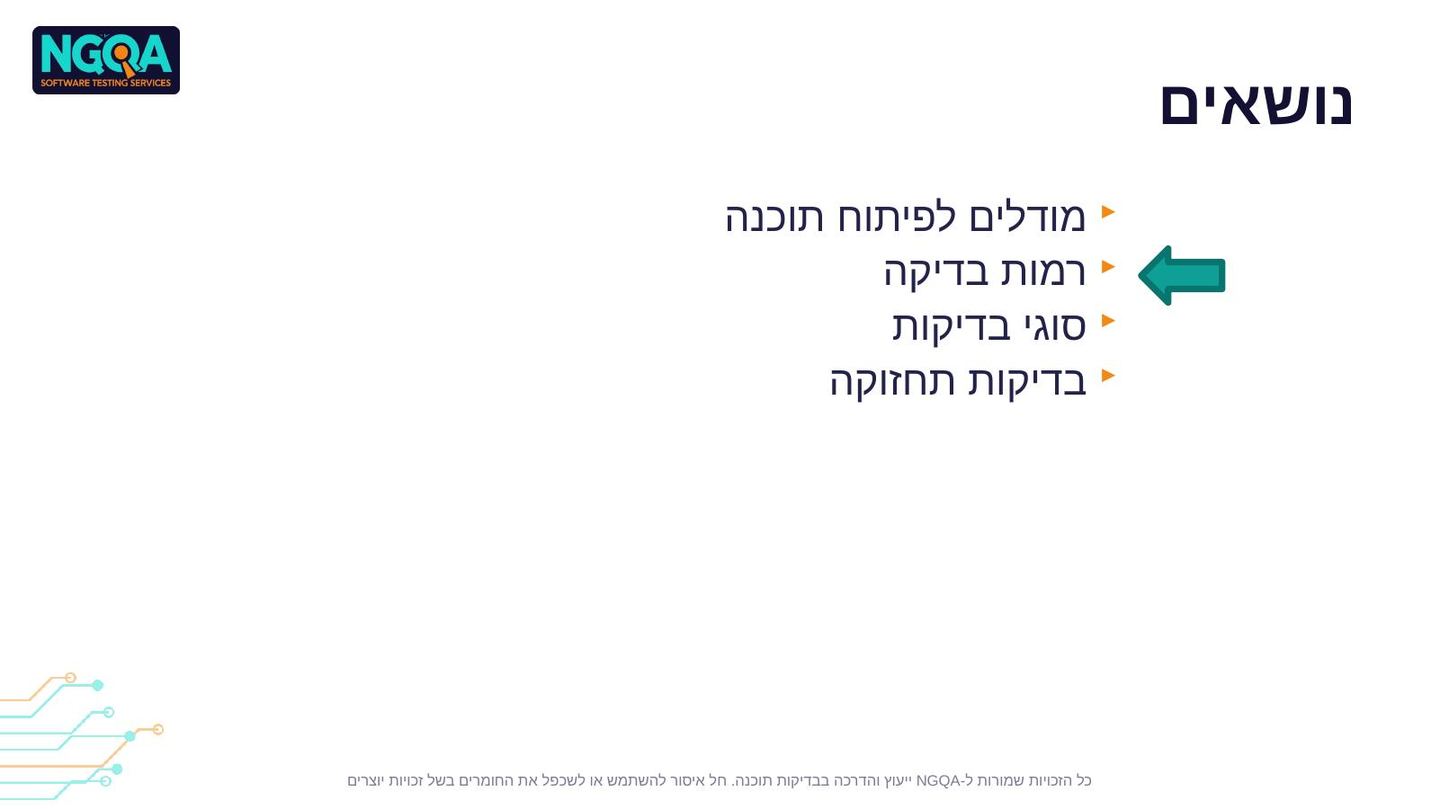 NGQA
SOFTWARE TESTING SERVICES
נושאים
מודלים לפיתוח תוכנה
רמות בדיקה
סוגי בדיקות
בדיקות תחזוקה
כל הזכויות שמורות ל-NGQA ייעוץ והדרכה בבדיקות תוכנה. חל איסור להשתמש או לשכפל את החומרים בשל זכויות יוצרים